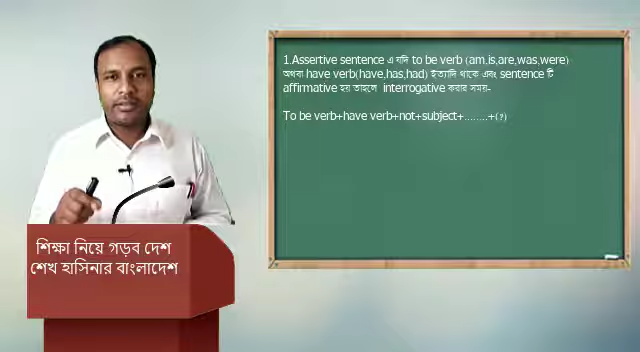 1.Assertive sentence এ যদি to be verb (am,is,are,was,were)
অথবা have verb(have,has,had) ইত্যাদি থাকে এবং sentence টি
affirmative হয় তাহলে interrogative করার সময়-
To be verb+have verb+not+subject+........+(?)
শিক্ষা নিয়ে গড়ব দেশ
শেখ হাসিনার বাংলাদেশ